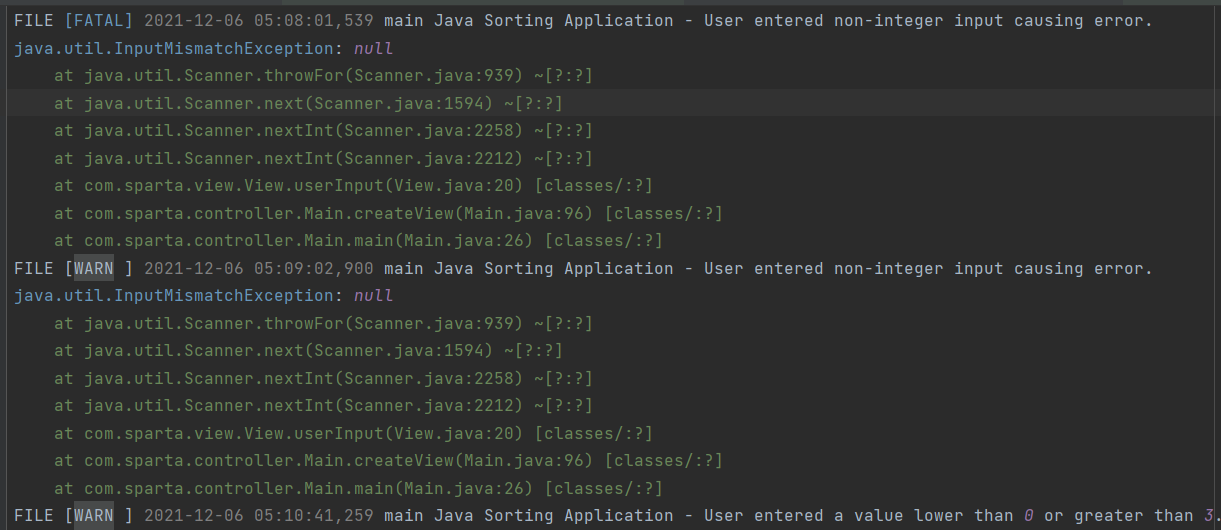 FILE [FATAL] 2021-12-06 05:08:01,539 main Java Sorting Application - User entered non-integer input causing error.
java.util.InputMismatchException: null
    at java.util.Scanner.throwFor(Scanner.java:939) ~[?:?]
    at java.util.Scanner.next(Scanner.java:1594) ~[?:?]
    at java.util.Scanner.nextInt(Scanner.java:2258) ~[?:?]
    at java.util.Scanner.nextInt(Scanner.java:2212) ~[?:?]
    at com.sparta.view.View.userInput(View.java:20) [classes/:?]
    at com.sparta.controller.Main.createView(Main.java:96) [classes/:?]
    at com.sparta.controller.Main.main(Main.java:26) [classes/:?]
FILE [WARN ] 2021-12-06 05:09:02,900 main Java Sorting Application - User entered non-integer input causing error.
java.util.InputMismatchException: null
    at java.util.Scanner.throwFor(Scanner.java:939) ~[?:?]
    at java.util.Scanner.next(Scanner.java:1594) ~[?:?]
    at java.util.Scanner.nextInt(Scanner.java:2258) ~[?:?]
    at java.util.Scanner.nextInt(Scanner.java:2212) ~[?:?]
    at com.sparta.view.View.userInput(View.java:20) [classes/:?]
    at com.sparta.controller.Main.createView(Main.java:96) [classes/:?]
    at com.sparta.controller.Main.main(Main.java:26) [classes/:?]
FILE [WARN ] 2021-12-06 05:10:41,259 main Java Sorting Application - User entered a value lower than 0 or greater than 3